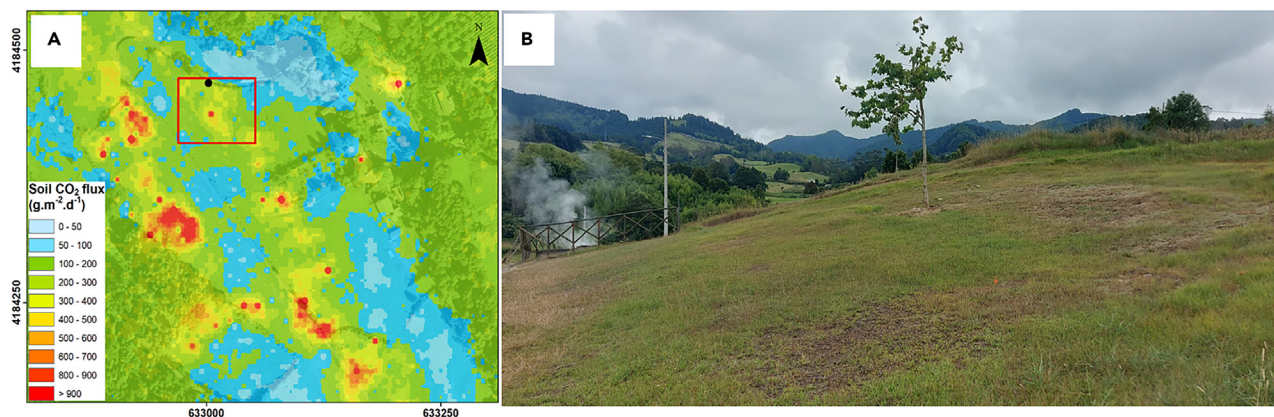 A
N
4184500
4184250
Soil CO₂ flux
(g.m⁻².d⁻¹)
0 - 50
50 - 100
100 - 200
200 - 300
300 - 400
400 - 500
500 - 600
600 - 700
800 - 900
> 900
633000
633250
B